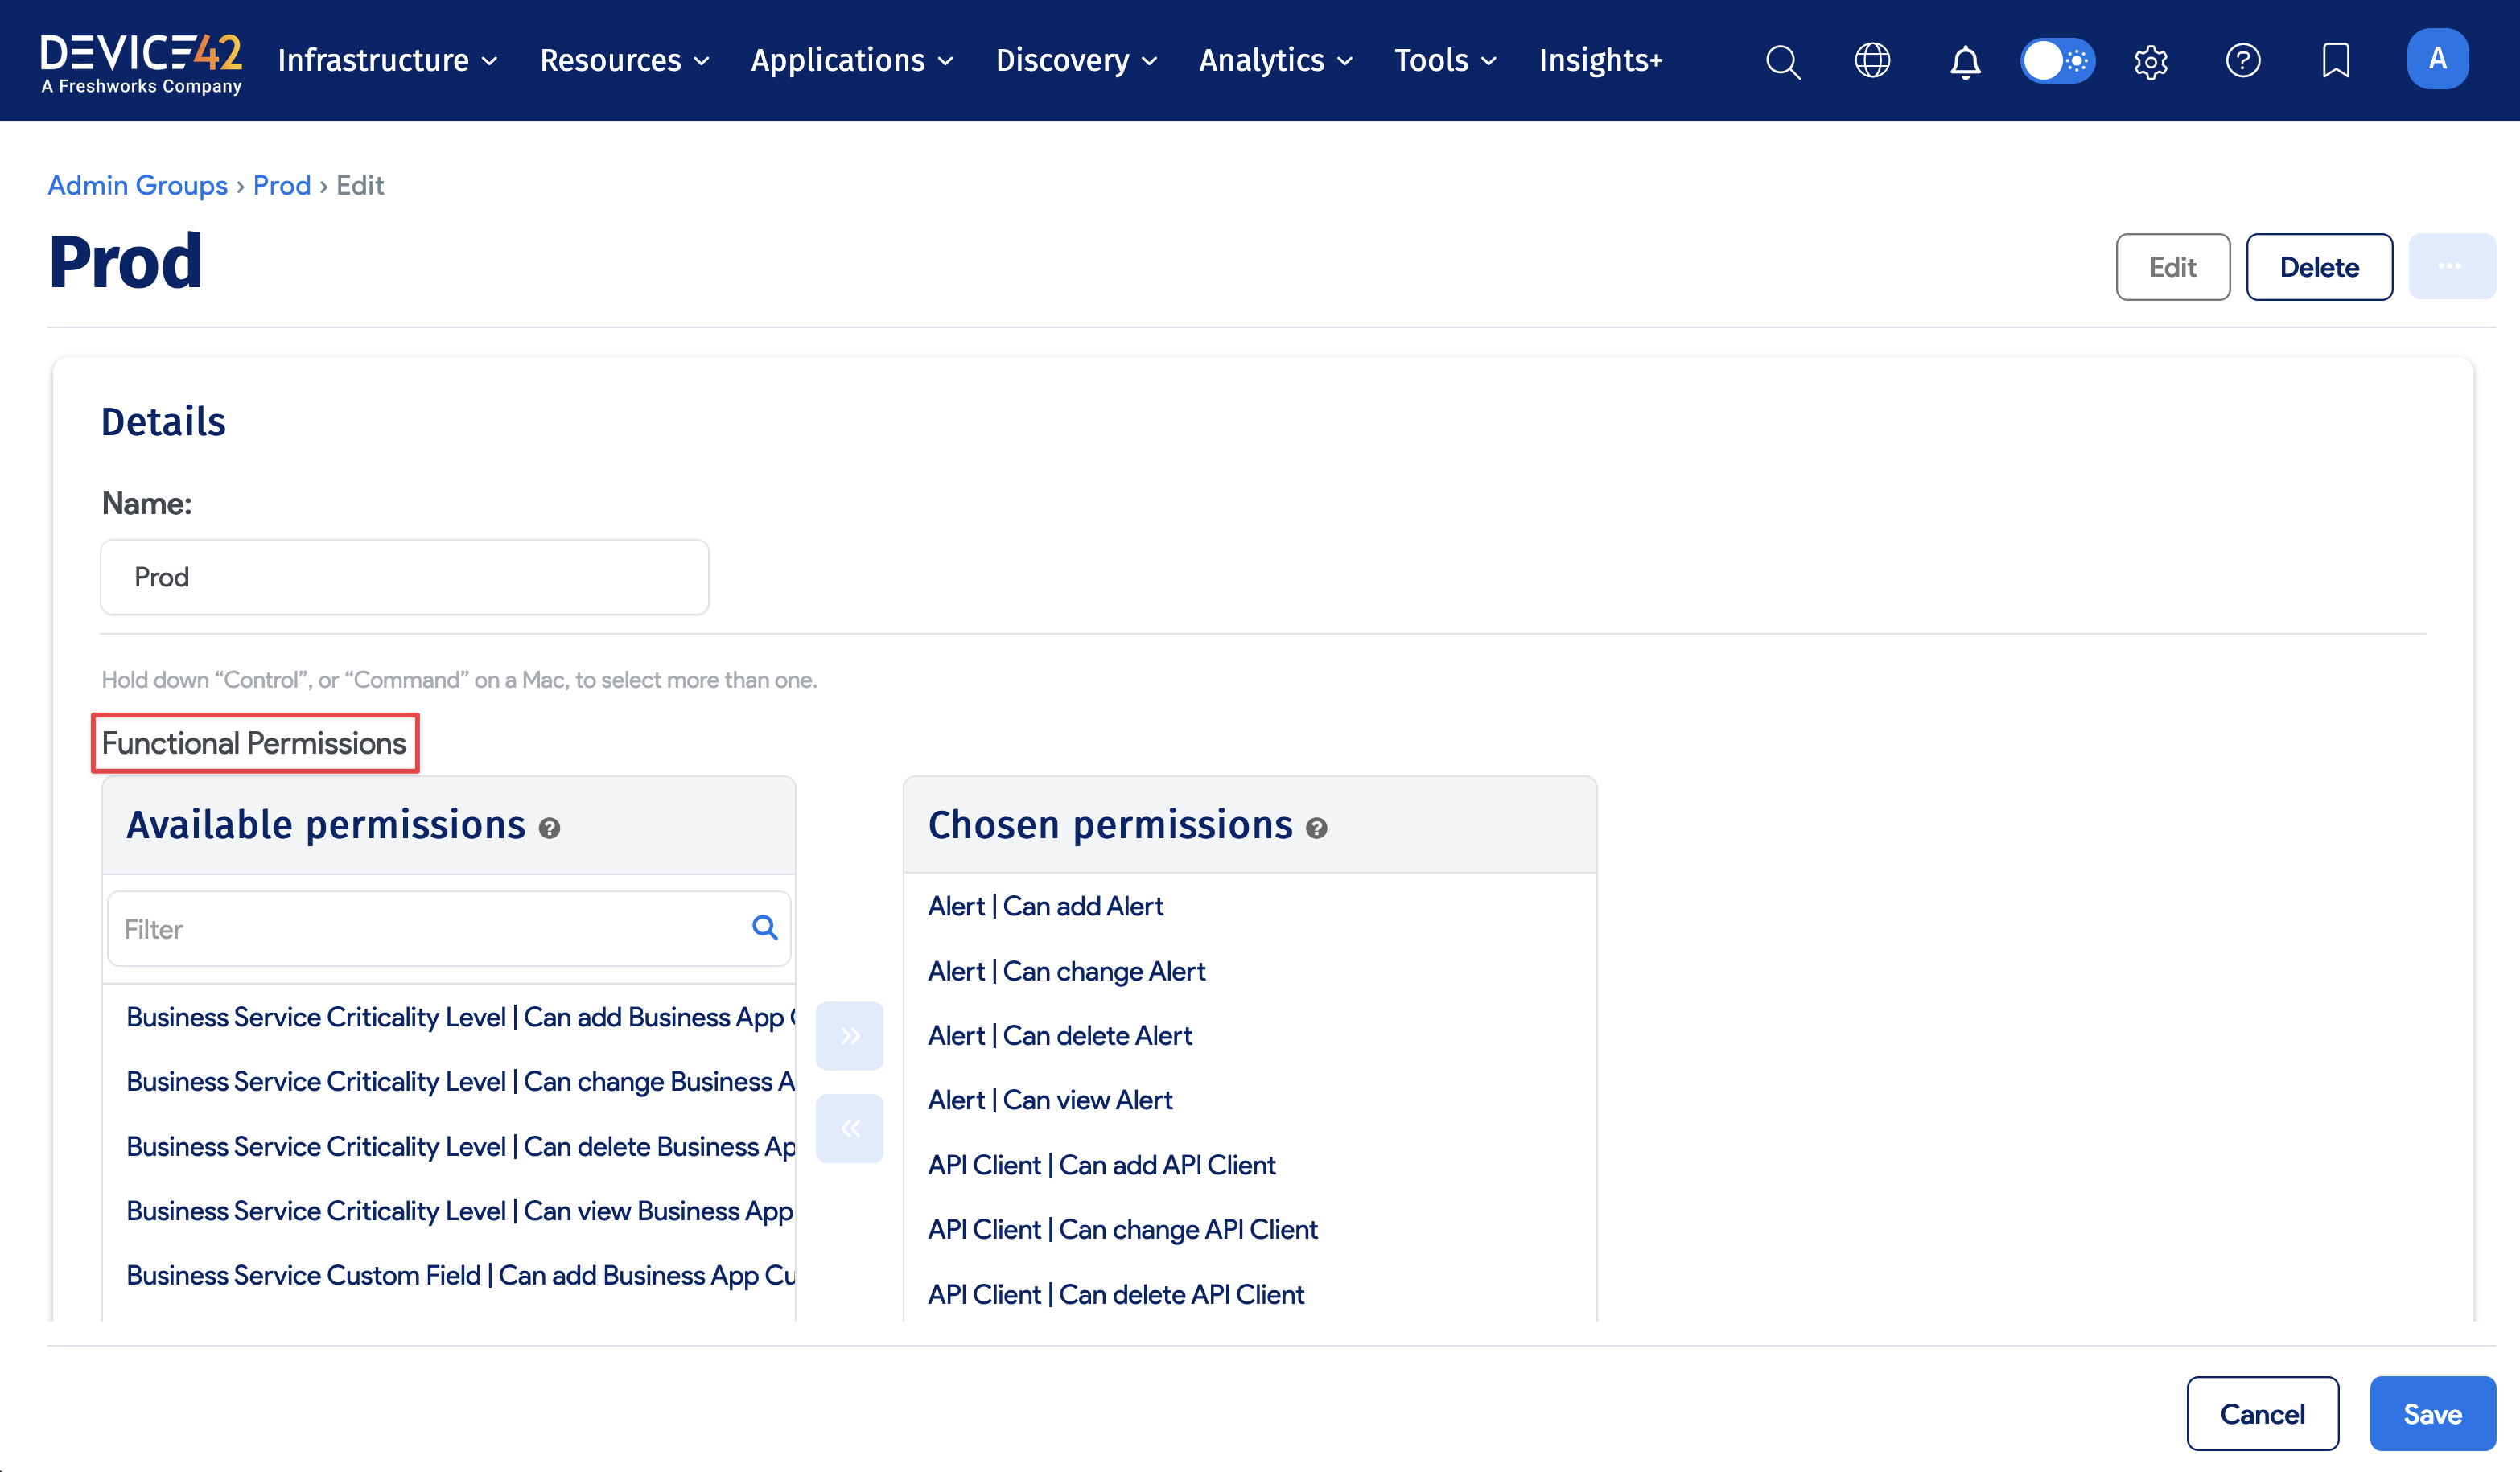 DEVICE42
A Freshworks Company
Infrastructure Resources Applications Discovery Analytics Tools Insights+
A
Admin Groups › Prod › Edit
Prod
Edit Delete
Details
Name:
Prod
Hold down “Control”, or “Command” on a Mac, to select more than one.
Functional Permissions
Available permissions
Filter
Business Service Criticality Level | Can add Business App
Business Service Criticality Level | Can change Business A
Business Service Criticality Level | Can delete Business Ap
Business Service Criticality Level | Can view Business App
Business Service Custom Field | Can add Business App Cu
Chosen permissions
Alert | Can add Alert
Alert | Can change Alert
Alert | Can delete Alert
Alert | Can view Alert
API Client | Can add API Client
API Client | Can change API Client
API Client | Can delete API Client
Cancel Save